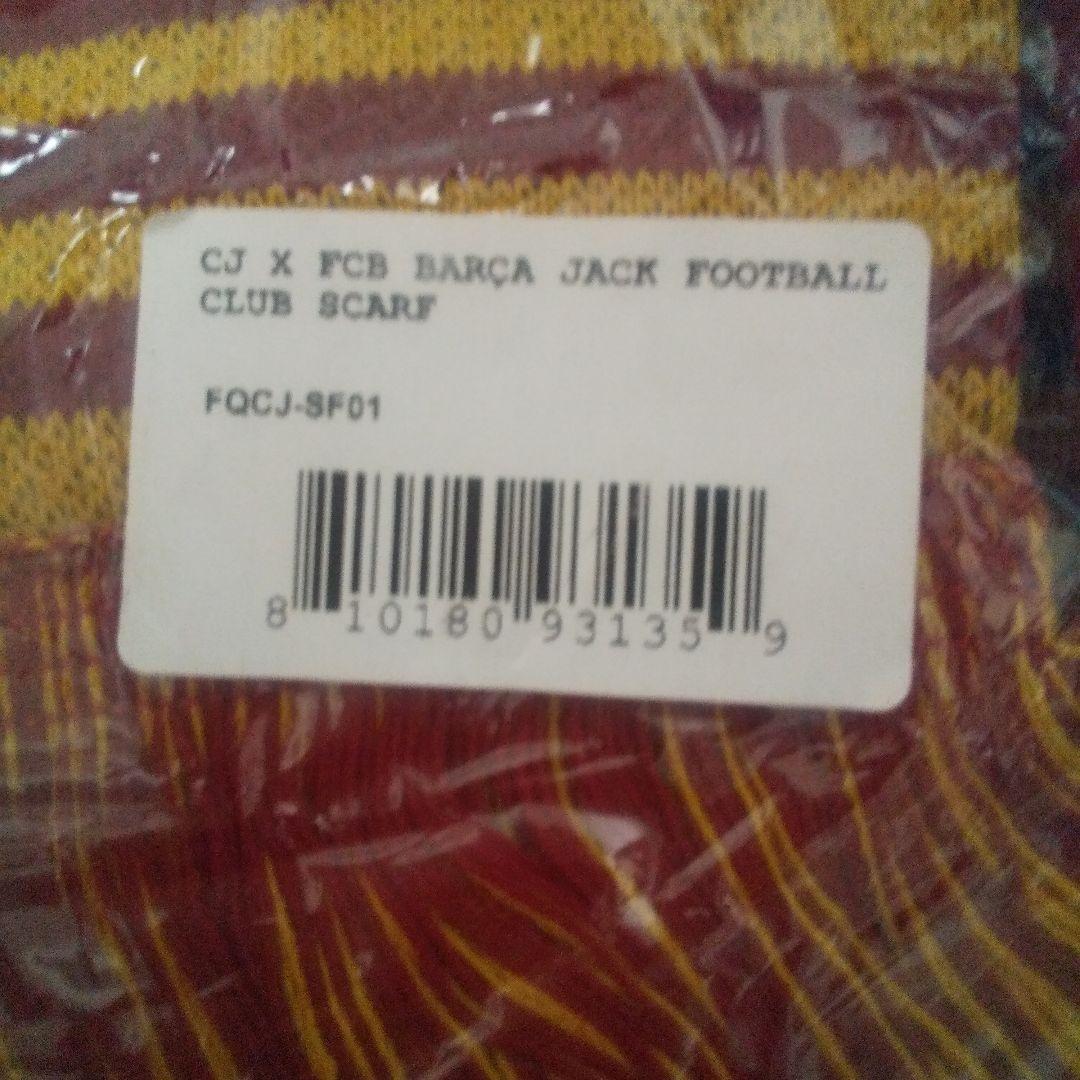 CJ X FCB BARÇA JACK FOOTBALL
CLUB SCARF
FQCJ-SF01
8 10180 93135 9